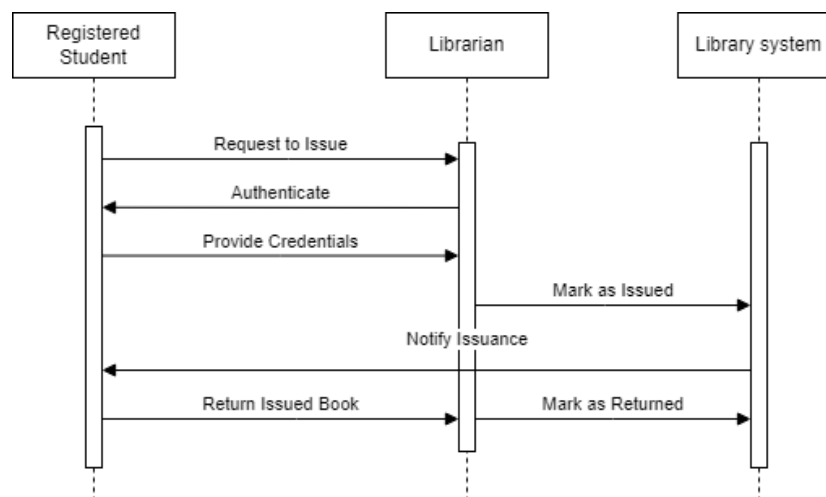 Registered
Student
Librarian
Library system
Request to Issue
Authenticate
Provide Credentials
Mark as Issued
Notify Issuance
Return Issued Book
Mark as Returned